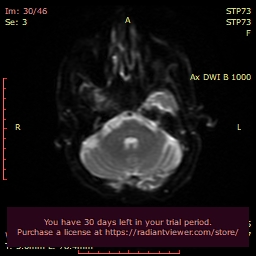 Im: 30/46
STP73
Se: 3
STP73
F
A
Ax DWI B 1000
R
L
You have 30 days left in your trial period.
Purchase a license at https://radiantviewer.com/store/